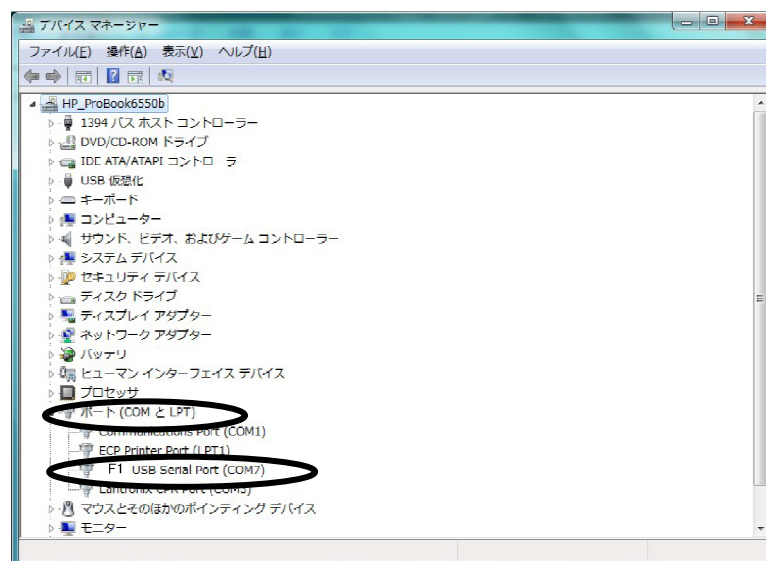 デバイス マネージャー
ファイル(F) 操作(A) 表示(V) ヘルプ(H)
HP_ProBook6550b
1394 バス ホスト コントローラー
DVD/CD-ROM ドライブ
IDE ATA/ATAPI コントロ ラ
USB 仮想化
キーボード
コンピューター
サウンド、ビデオ、およびゲーム コントローラー
システム デバイス
セキュリティ デバイス
ディスク ドライブ
ディスプレイ アダプター
ネットワーク アダプター
バッテリ
ヒューマン インターフェイス デバイス
プロセッサ
ポート (COM と LPT)
Communications Port (COM1)
ECP Printer Port (LPT1)
F1 USB Serial Port (COM7)
Lantronix CPR Port (COM3)
マウスとそのほかのポインティング デバイス
モニター